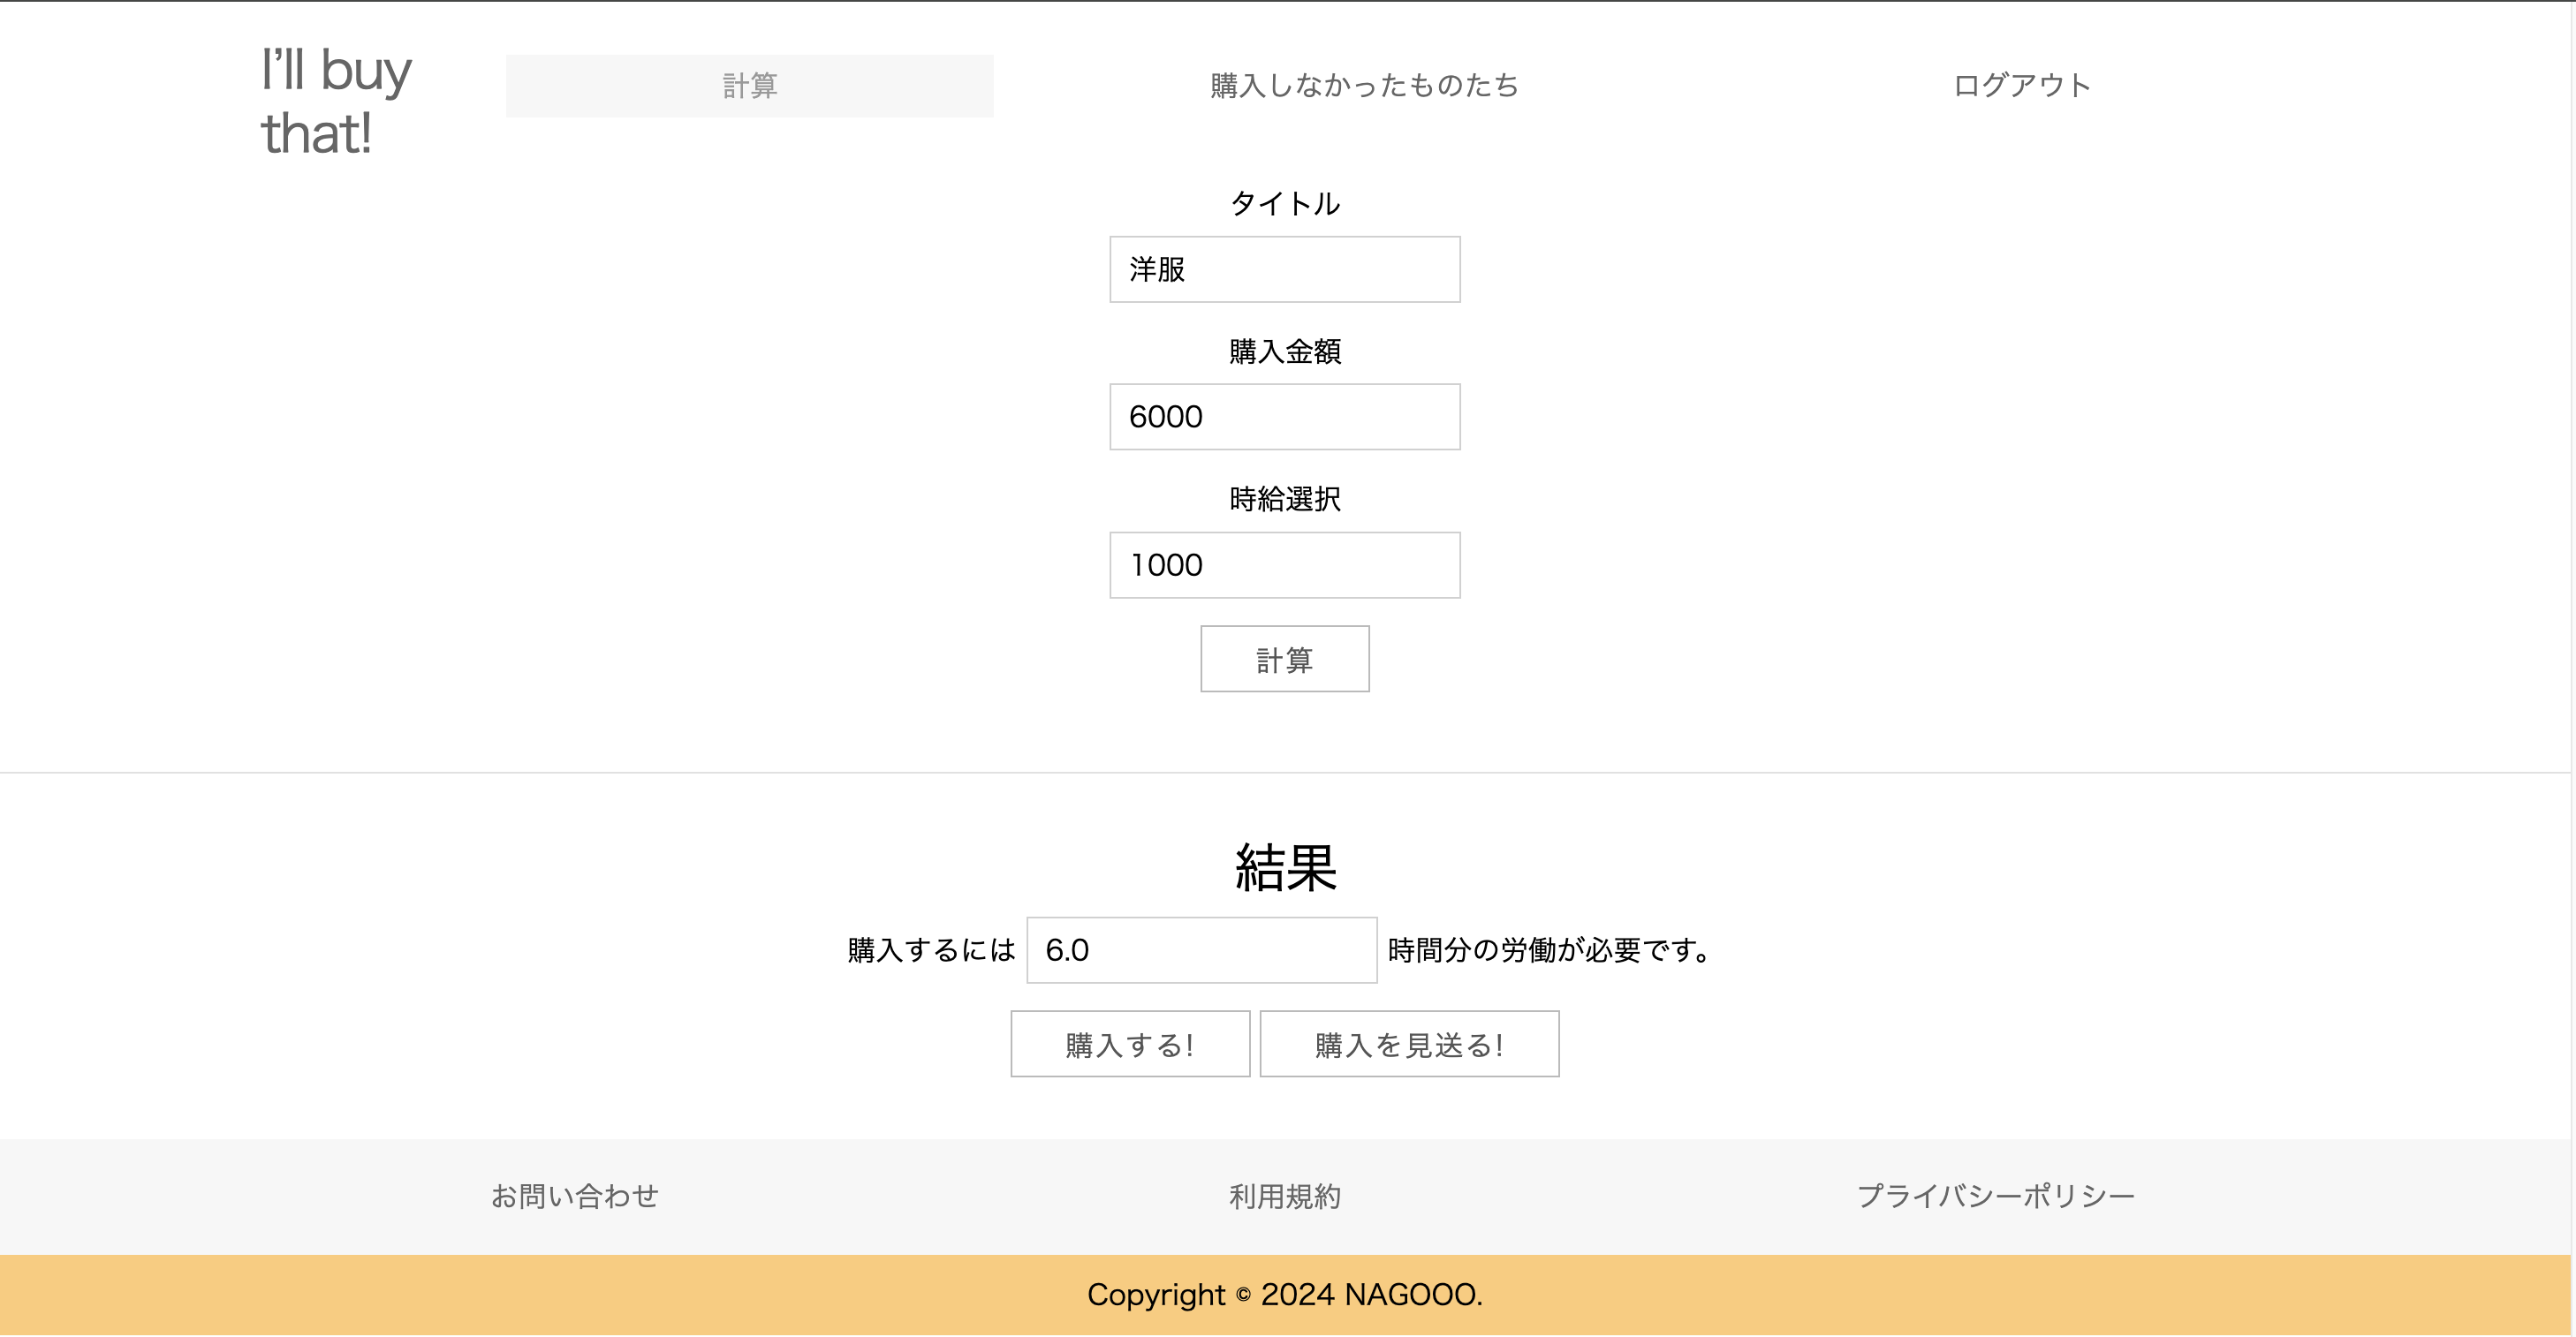 I’ll buy
that!
計算
購入しなかったものたち
ログアウト
タイトル
洋服
購入金額
6000
時給選択
1000
計算
結果
購入するには 6.0 時間分の労働が必要です。
購入する! 購入を見送る!
お問い合わせ
利用規約
プライバシーポリシー
Copyright © 2024 NAGOOO.